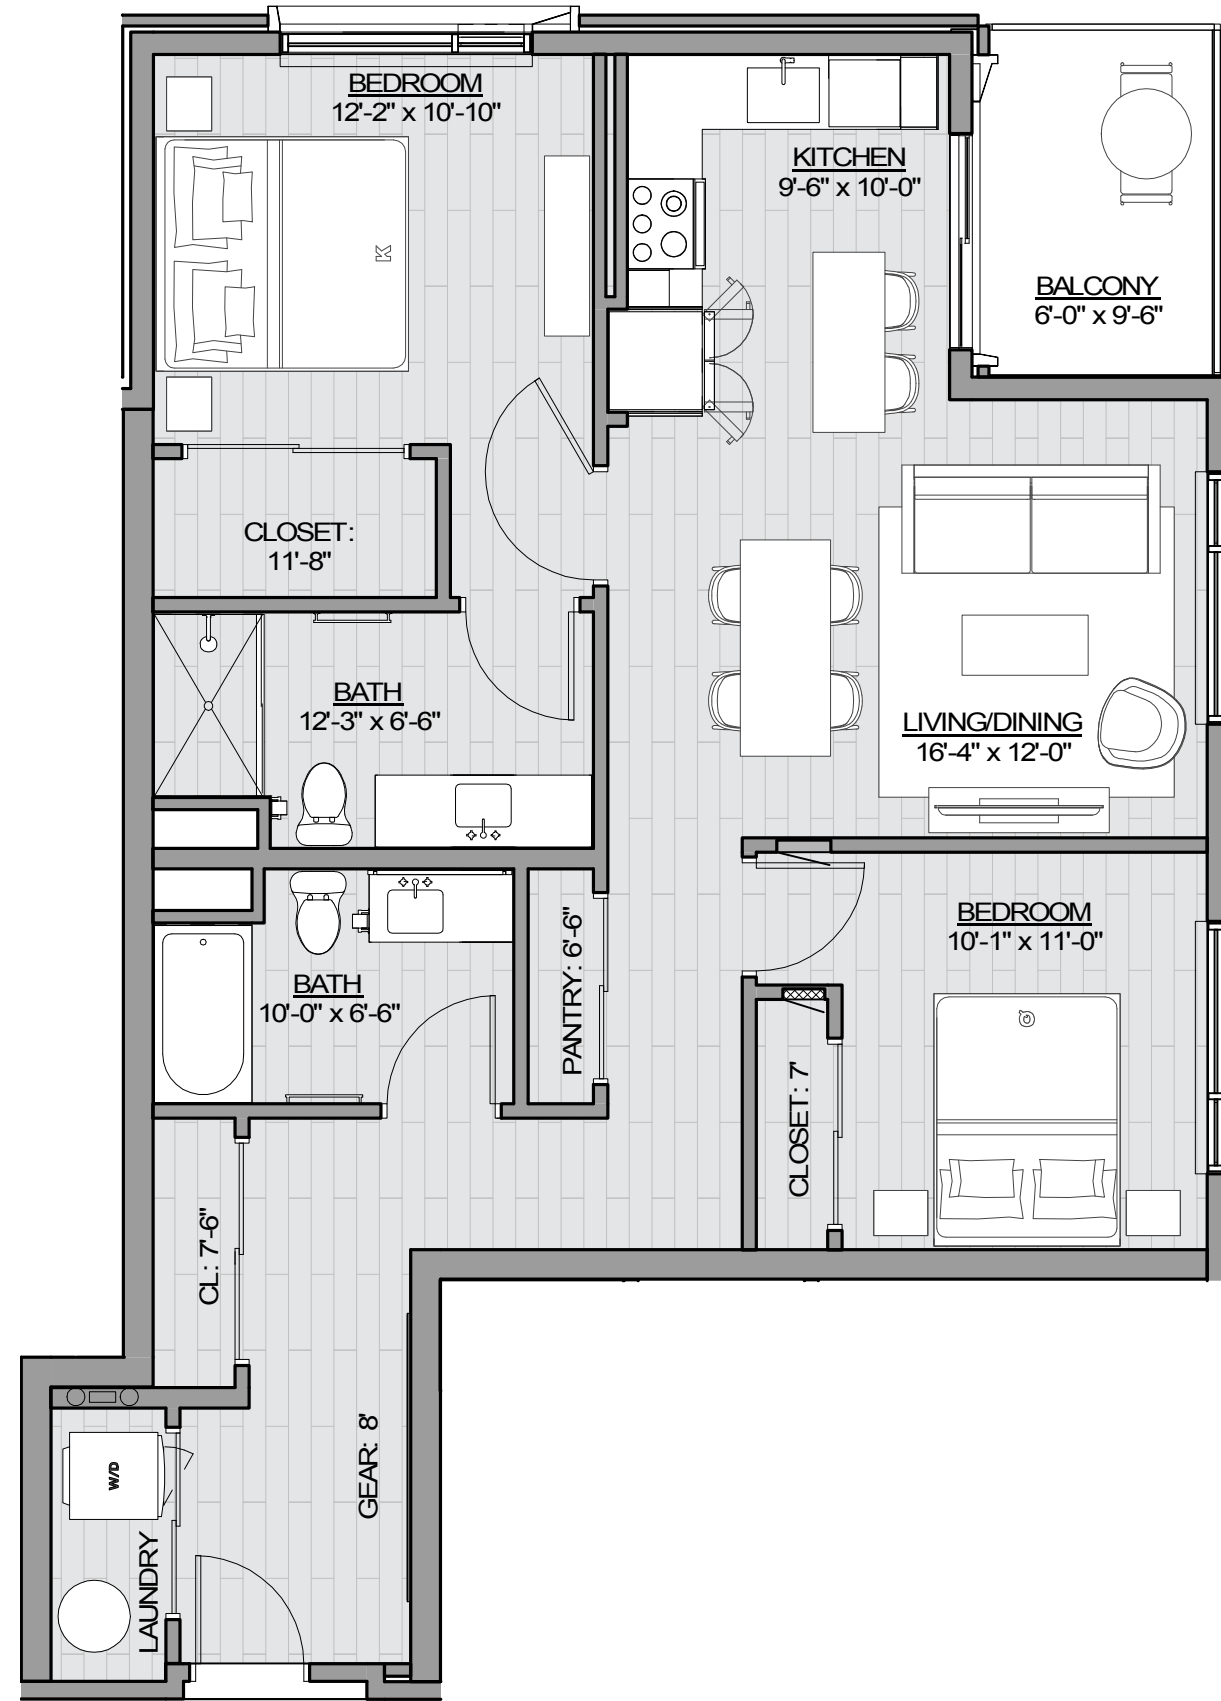 BEDROOM
12'-2" x 10'-10"
K
KITCHEN
9'-6" x 10'-0"
BALCONY
6'-0" x 9'-6"
CLOSET:
11'-8"
BATH
12'-3" x 6'-6"
LIVING/DINING
16'-4" x 12'-0"
BEDROOM
10'-1" x 11'-0"
Q
PANTRY: 6'-6"
BATH
10'-0" x 6'-6"
CLOSET: 7'
CL: 7'-6"
GEAR: 8'
W/D
LAUNDRY